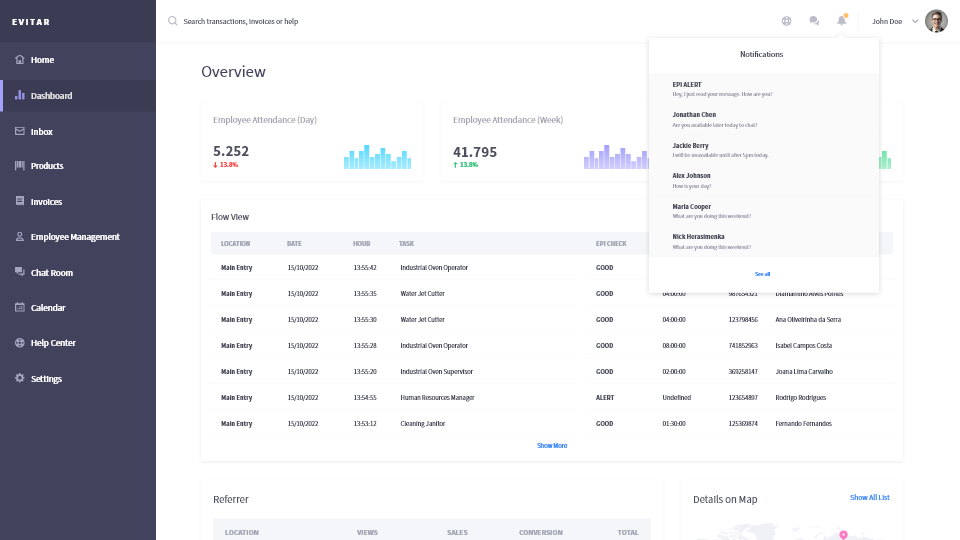 EVITAR
Search transactions, invoices or help
John Doe
Home
Dashboard
Inbox
Products
Invoices
Employee Management
Chat Room
Calendar
Help Center
Settings
Overview
Employee Attendance (Day)
5.252
13.8%
Employee Attendance (Week)
41.795
13.8%
Notifications
EPI ALERT
Hey, I just read your message. How are you?
Jonathan Chen
Are you available later today to chat?
Jackie Berry
I will be unavailable until after 5pm today.
Alex Johnson
How is your day?
Maria Cooper
What are you doing this weekend?
Nick Herasimenka
What are you doing this weekend?
See all
Flow View
LOCATION DATE HOUR TASK EPI CHECK
Main Entry 15/10/2022 13:55:42 Industrial Oven Operator GOOD
Main Entry 15/10/2022 13:55:35 Water Jet Cutter GOOD 04:00:00 987654321 Diamantino Alves Pontes
Main Entry 15/10/2022 13:55:30 Water Jet Cutter GOOD 04:00:00 123798456 Ana Oliveirinha da Serra
Main Entry 15/10/2022 13:55:28 Industrial Oven Operator GOOD 08:00:00 741852963 Isabel Campos Costa
Main Entry 15/10/2022 13:55:20 Industrial Oven Supervisor GOOD 02:00:00 369258147 Joana Lima Carvalho
Main Entry 15/10/2022 13:54:55 Human Resources Manager ALERT Undefined 123654897 Rodrigo Rodrigues
Main Entry 15/10/2022 13:53:12 Cleaning Janitor GOOD 01:30:00 125369874 Fernando Fernandes
Show More
Referrer
LOCATION VIEWS SALES CONVERSION TOTAL
Details on Map
Show All List